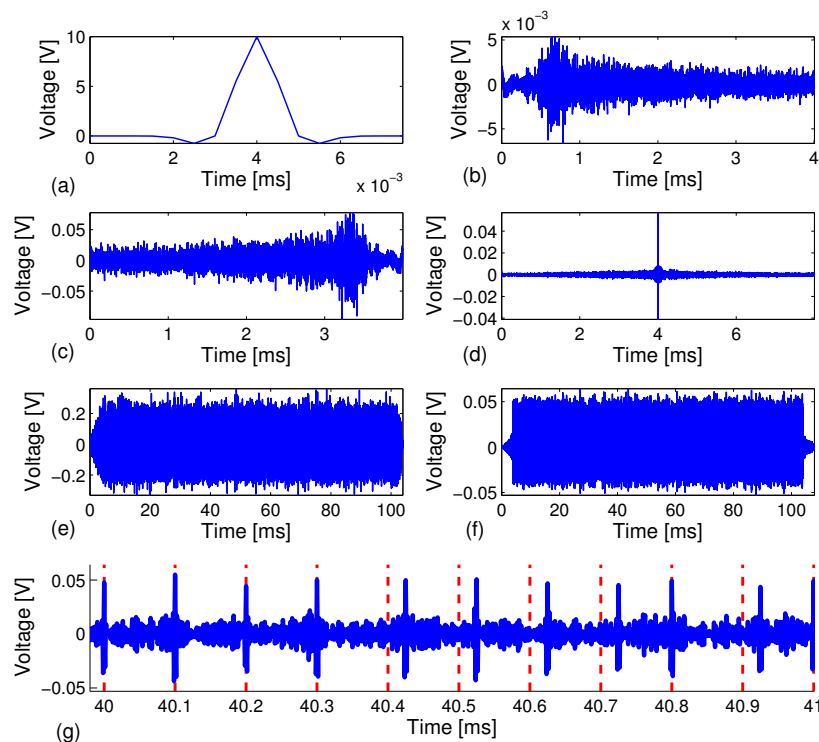 10
5
0
Voltage [V]
0 2 4 6
Time [ms]
x 10⁻³
(a)
x 10⁻³
5
0
−5
Voltage [V]
0 1 2 3 4
Time [ms]
(b)
0.05
0
−0.05
Voltage [V]
0 1 2 3
Time [ms]
(c)
0.04
0.02
0
−0.02
−0.04
Voltage [V]
0 2 4 6
Time [ms]
(d)
0.2
0
−0.2
Voltage [V]
0 20 40 60 80 100
Time [ms]
(e)
0.05
0
−0.05
Voltage [V]
0 20 40 60 80 100
Time [ms]
(f)
0.05
0
−0.05
Voltage [V]
40 40.1 40.2 40.3 40.4 40.5 40.6 40.7 40.8 40.9 41
Time [ms]
(g)